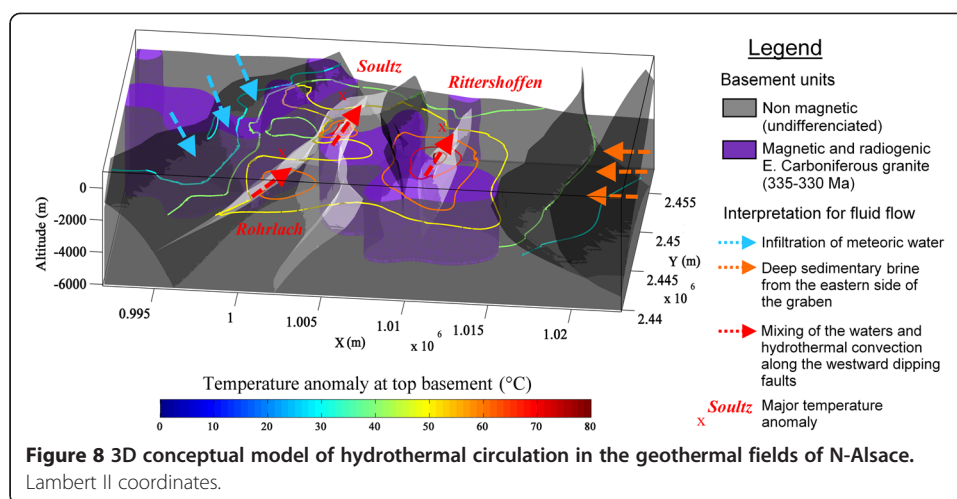 Soultz
Rittershoffen
Rohrlach
x
x
x
0
-2000
-4000
-6000
Altitude (m)
0.995
1
1.005
1.01
1.015
1.02
X (m)
x 10 6
2.455
2.45
2.445
2.44
Y (m)
x 10 6
Legend
Basement units
Non magnetic
(undifferenciated)
Magnetic and radiogenic
E. Carboniferous granite
(335-330 Ma)
Interpretation for fluid flow
Infiltration of meteoric water
Deep sedimentary brine
from the eastern side of
the graben
Mixing of the waters and
hydrothermal convection
along the westward dipping
faults
x Soultz
Major temperature
anomaly
Temperature anomaly at top basement (°C)
0 10 20 30 40 50 60 70 80
Figure 8 3D conceptual model of hydrothermal circulation in the geothermal fields of N-Alsace.
Lambert II coordinates.